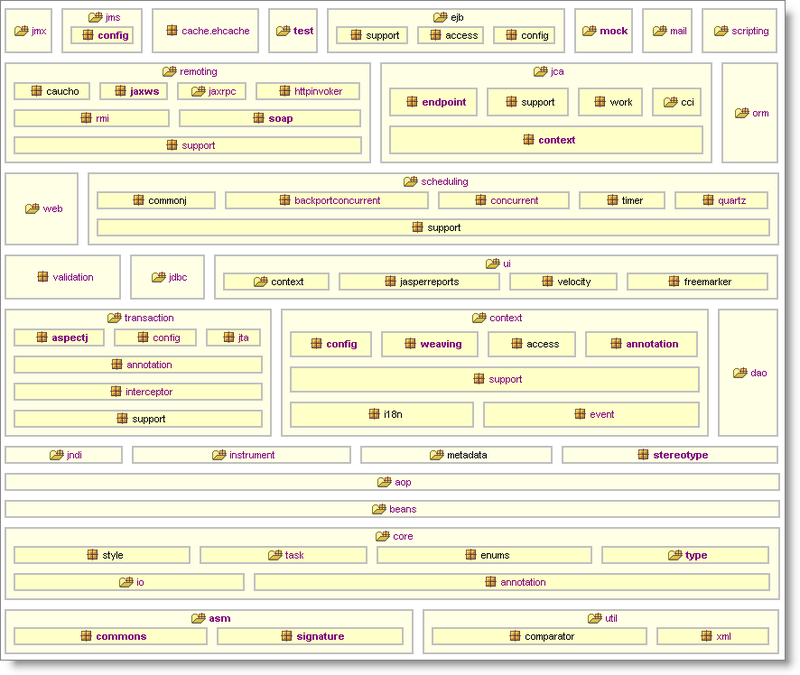 jmx
jms
config
cache.ehcache
test
ejb
support access config
mock
mail
scripting
remoting
caucho jaxws jaxrpc httpinvoker
rmi soap
support
jca
endpoint support work cci
context
orm
web
scheduling
commonj backportconcurrent concurrent timer quartz
support
validation
jdbc
ui
context jasperreports velocity freemarker
transaction
aspectj config jta
annotation
interceptor
support
context
config weaving access annotation
support
i18n event
dao
jndi instrument metadata stereotype
aop
beans
core
style task enums type
io annotation
asm
commons signature
util
comparator xml